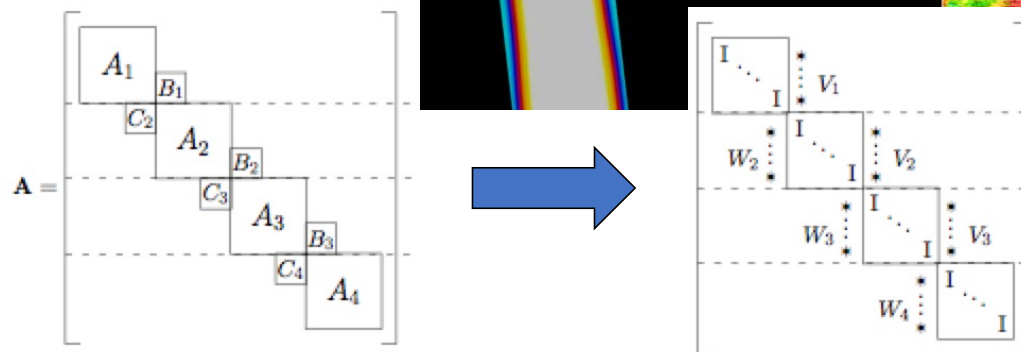 A₁
B₁
C₂
A₂
B₂
A =
C₃
A₃
B₃
C₄
A₄
I
⋱
I
* ⋮ *
V₁
W₂
* ⋮ *
I
⋱
I
* ⋮ *
V₂
W₃
* ⋮ *
I
⋱
I
* ⋮ *
V₃
W₄
* ⋮ *
I
⋱
I